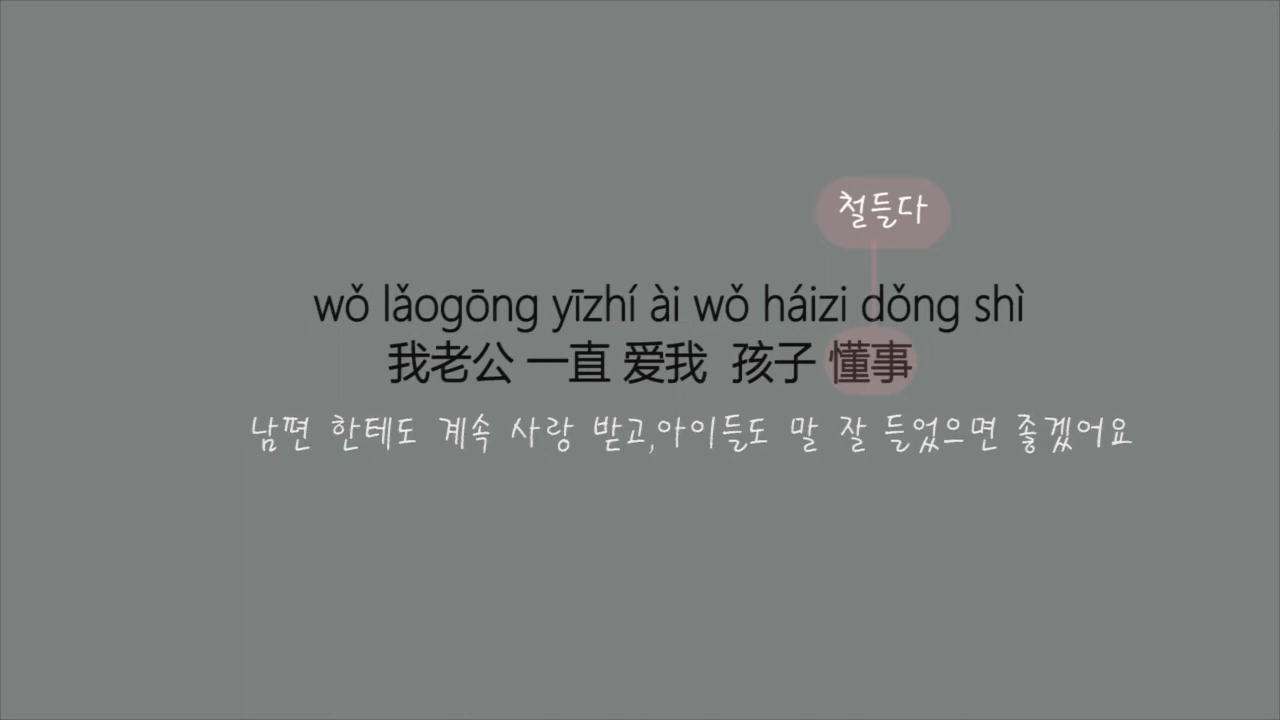 철들다
wǒ lǎogōng yīzhí ài wǒ háizi dǒng shì
我老公 一直 爱我 孩子 懂事
남편 한테도 계속 사랑 받고,아이들도 말 잘 들었으면 좋겠어요